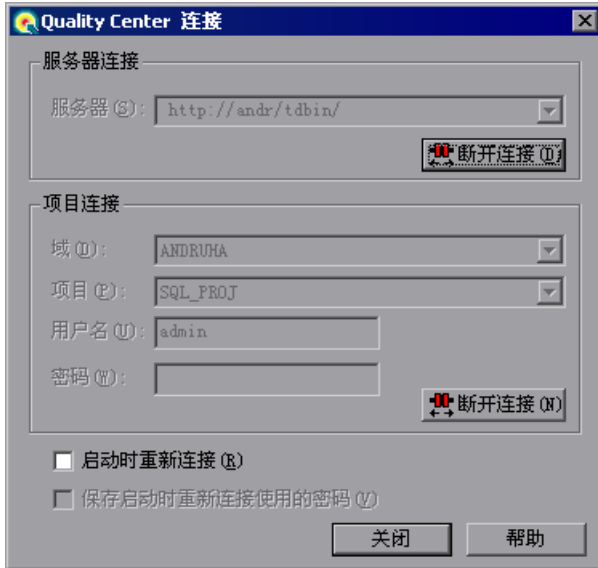 Quality Center 连接
服务器连接
服务器(S): http://andr/tdbin/
断开连接(D)
项目连接
域(D): ANDRUHA
项目(P): SQL_PROJ
用户名(U): admin
密码(W):
断开连接(N)
启动时重新连接(R)
保存启动时重新连接使用的密码(V)
关闭 帮助